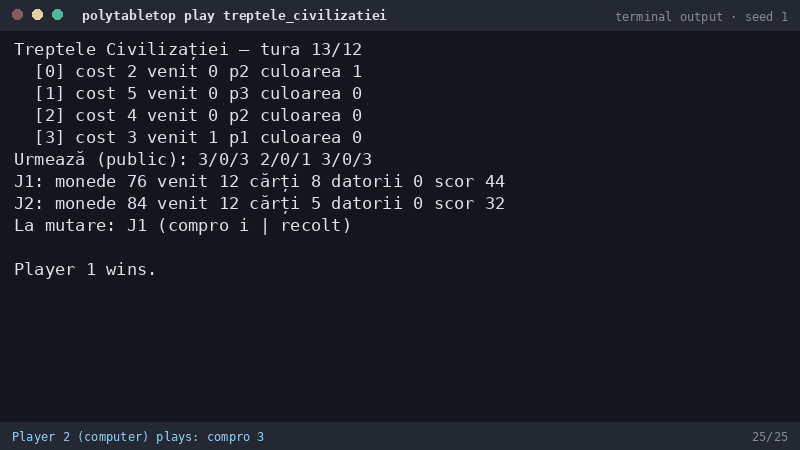 polytabletop play treptele_civilizatiei
terminal output · seed 1
Treptele Civilizației — tura 13/12
[0] cost 2 venit 0 p2 culoarea 1
[1] cost 5 venit 0 p3 culoarea 0
[2] cost 4 venit 0 p2 culoarea 0
[3] cost 3 venit 1 p1 culoarea 0
Urmează (public): 3/0/3 2/0/1 3/0/3
J1: monede 76 venit 12 cărți 8 datorii 0 scor 44
J2: monede 84 venit 12 cărți 5 datorii 0 scor 32
La mutare: J1 (compro i | recolt)
Player 1 wins.
Player 2 (computer) plays: compro 3
25/25